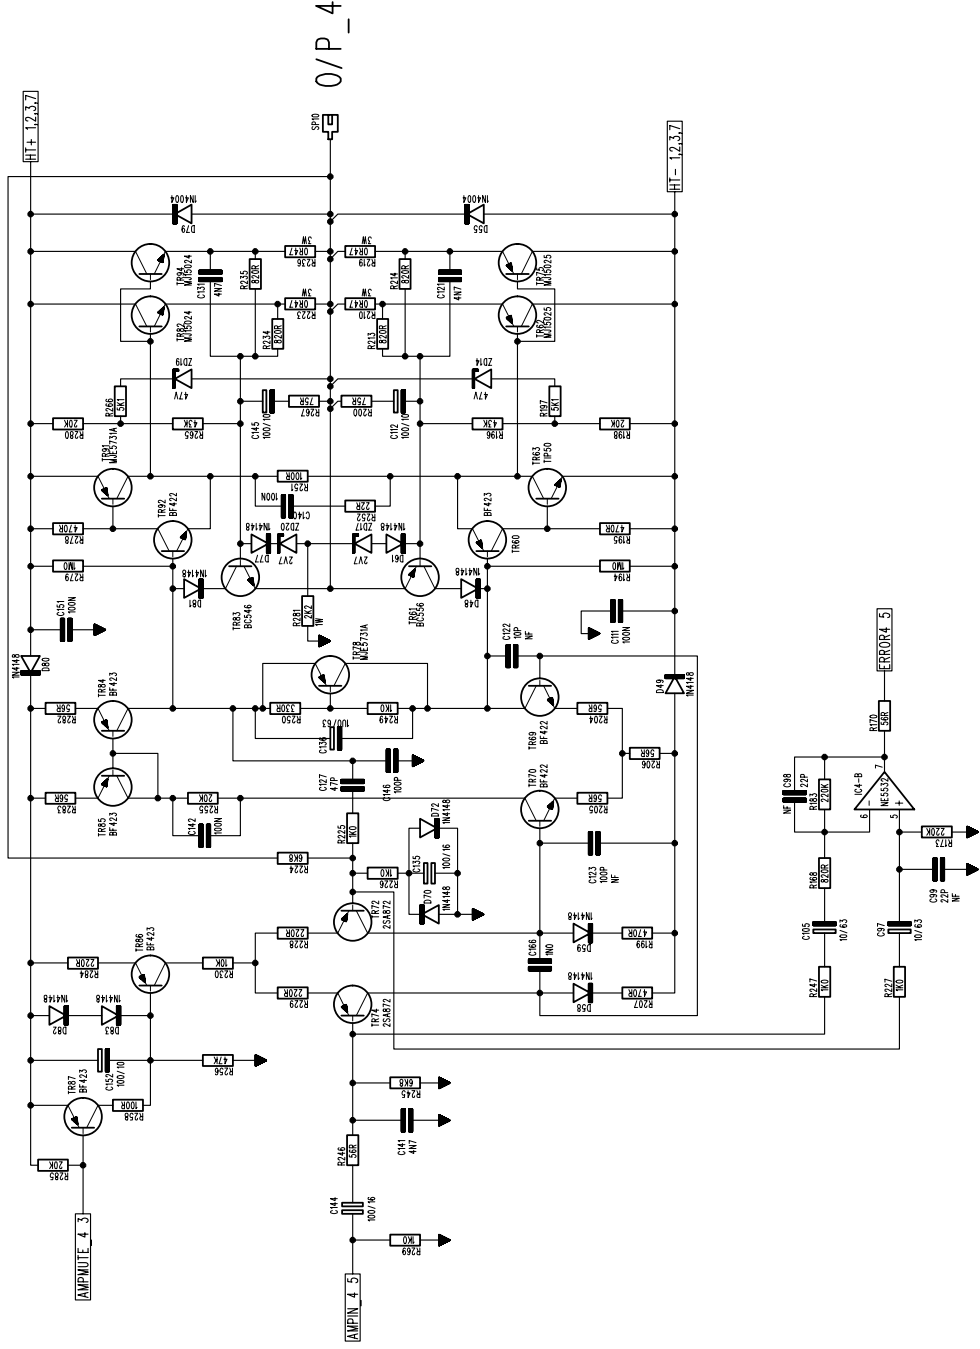 O/P_4
HT+ 1,2,3,7
SP10
HT- 1,2,3,7
1N4004
D79
1N4004
D55
TR94
MJ15024
C131
4N7
R235
820R
3W
0R47
R236
3W
0R47
R219
R214
820R
C121
4N7
TR75
MJ15025
TR82
MJ15024
R234
820R
3W
0R47
R223
3W
0R47
R210
R213
820R
TR62
MJ15025
ZD19
47V
ZD14
47V
R266
5K1
R197
5K1
20K
R280
43K
R265
C145
100/10
75R
R267
75R
R200
C112
100/10
43K
R196
20K
R198
TR91
MJE5731A
100R
R251
TR63
TIP50
TR92
BF422
100N
C140
22R
R252
BF423
TR60
470R
R278
470R
R195
1N4148
D77
ZD20
2V7
ZD17
2V7
1N4148
D61
1M0
R279
1N4148
D81
TR83
BC546
R281
2K2
1W
TR61
BC556
1N4148
D48
1M0
R194
C151
100N
C111
100N
1N4148
D80
TR78
MJE5731A
C122
10P
NF
D49
1N4148
ERROR4 5
56R
R282
TR84
BF423
330R
R250
1K0
R249
C136
100/63
TR69
BF422
56R
R204
R170
56R
56R
R206
56R
R283
TR85
BF423
20K
R255
C142
100N
C127
47P
C146
100P
TR70
BF422
56R
R205
NF
C98
22P
R183
220K
IC4-B
NE5532
7
6
5
-
+
220K
R173
R225
1K0
D72
1N4148
6K8
R224
1K0
R226
C135
100/16
D70
1N4148
C123
100P
NF
R168
820R
C99
22P
NF
TR72
2SA872
TR86
BF423
220R
R228
C166
1N0
1N4148
D59
470R
R199
C105
10/63
C97
10/63
220R
R284
10K
R230
220R
R229
TR74
2SA872
1N4148
D58
470R
R207
R247
1K0
R227
1K0
1N4148
D82
1N4148
D83
C152
100/10
47K
R256
TR87
BF423
100R
R258
6K8
R245
C141
4N7
R246
56R
20K
R285
C144
100/16
1K0
R269
AMPMUTE 4 3
AMPIN 4 5